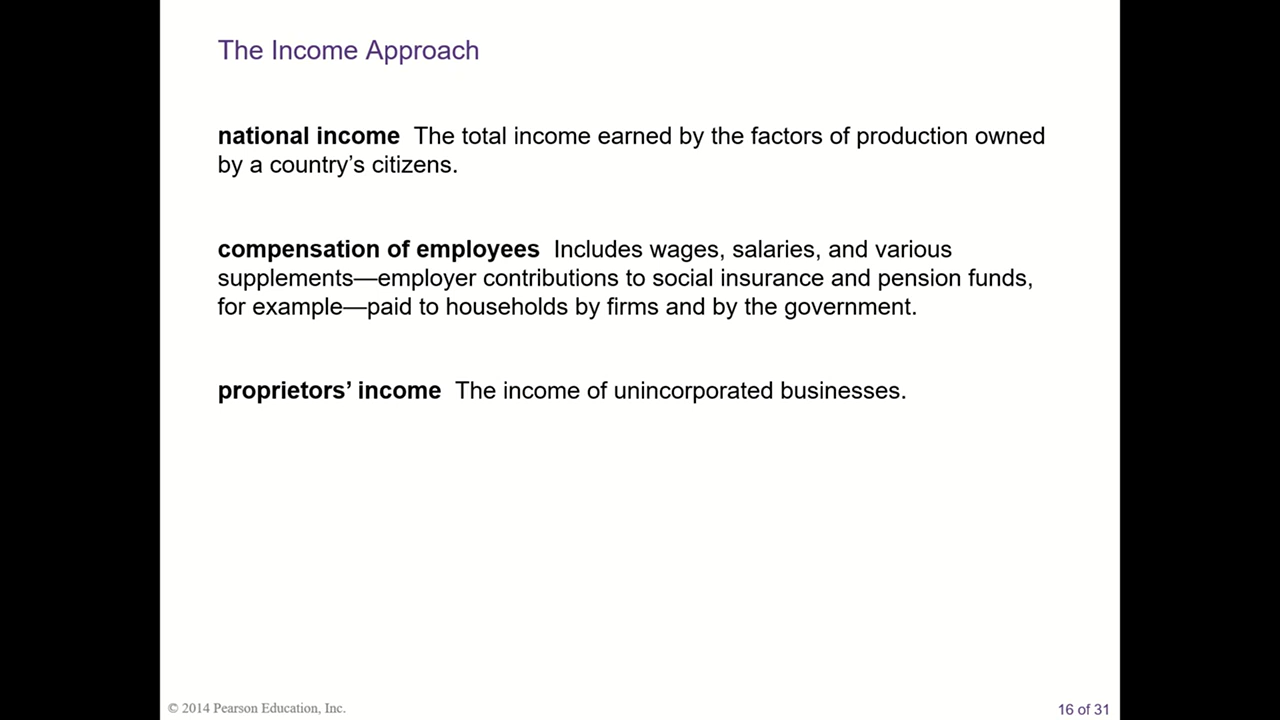 The Income Approach
national income  The total income earned by the factors of production owned
by a country’s citizens.
compensation of employees  Includes wages, salaries, and various
supplements—employer contributions to social insurance and pension funds,
for example—paid to households by firms and by the government.
proprietors’ income  The income of unincorporated businesses.
© 2014 Pearson Education, Inc.
16 of 31